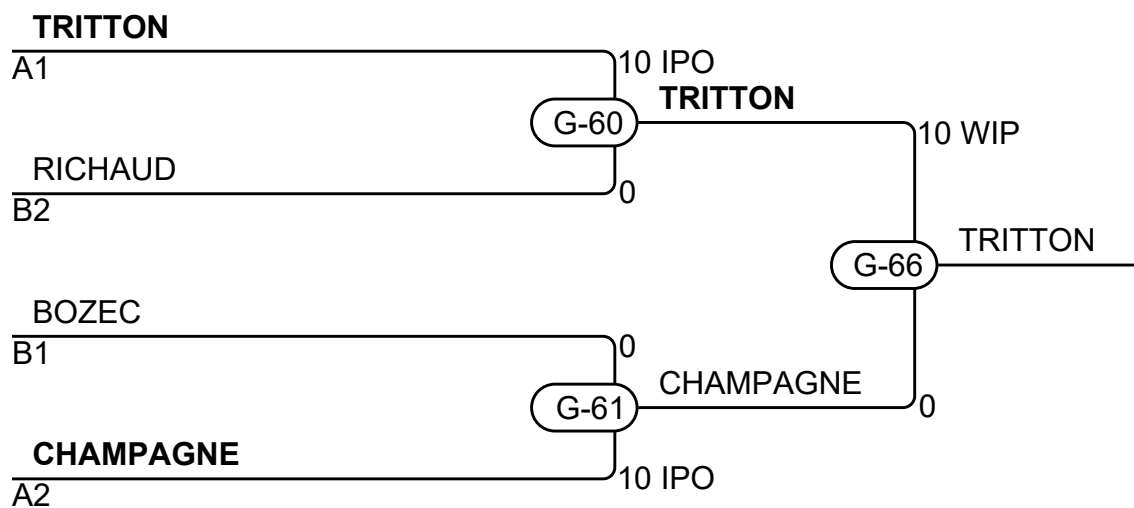 TRITTON
A1
10 IPO
TRITTON
G-60
10 WIP
RICHAUD
B2
0
TRITTON
G-66
BOZEC
B1
0
CHAMPAGNE
G-61
0
CHAMPAGNE
A2
10 IPO